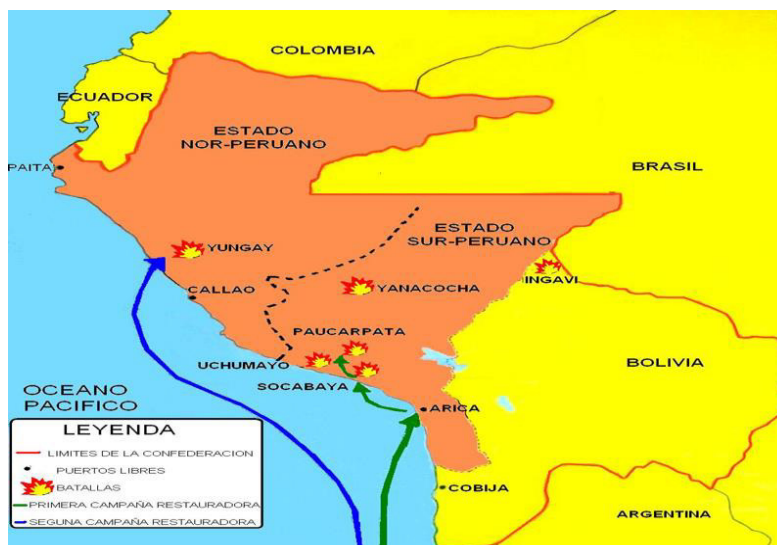 COLOMBIA
ECUADOR
ESTADO
NOR-PERUANO
PAITA
BRASIL
ESTADO
SUR-PERUANO
YUNGAY
INGAVI
YANACOCHA
CALLAO
PAUCARPATA
UCHUMAYO
BOLIVIA
SOCABAYA
OCEANO
PACIFICO
ARICA
LEYENDA
LIMITES DE LA CONFEDERACION
PUERTOS LIBRES
BATALLAS
PRIMERA CAMPAÑA RESTAURADORA
SEGUNA CAMPAÑA RESTAURADORA
COBIJA
ARGENTINA